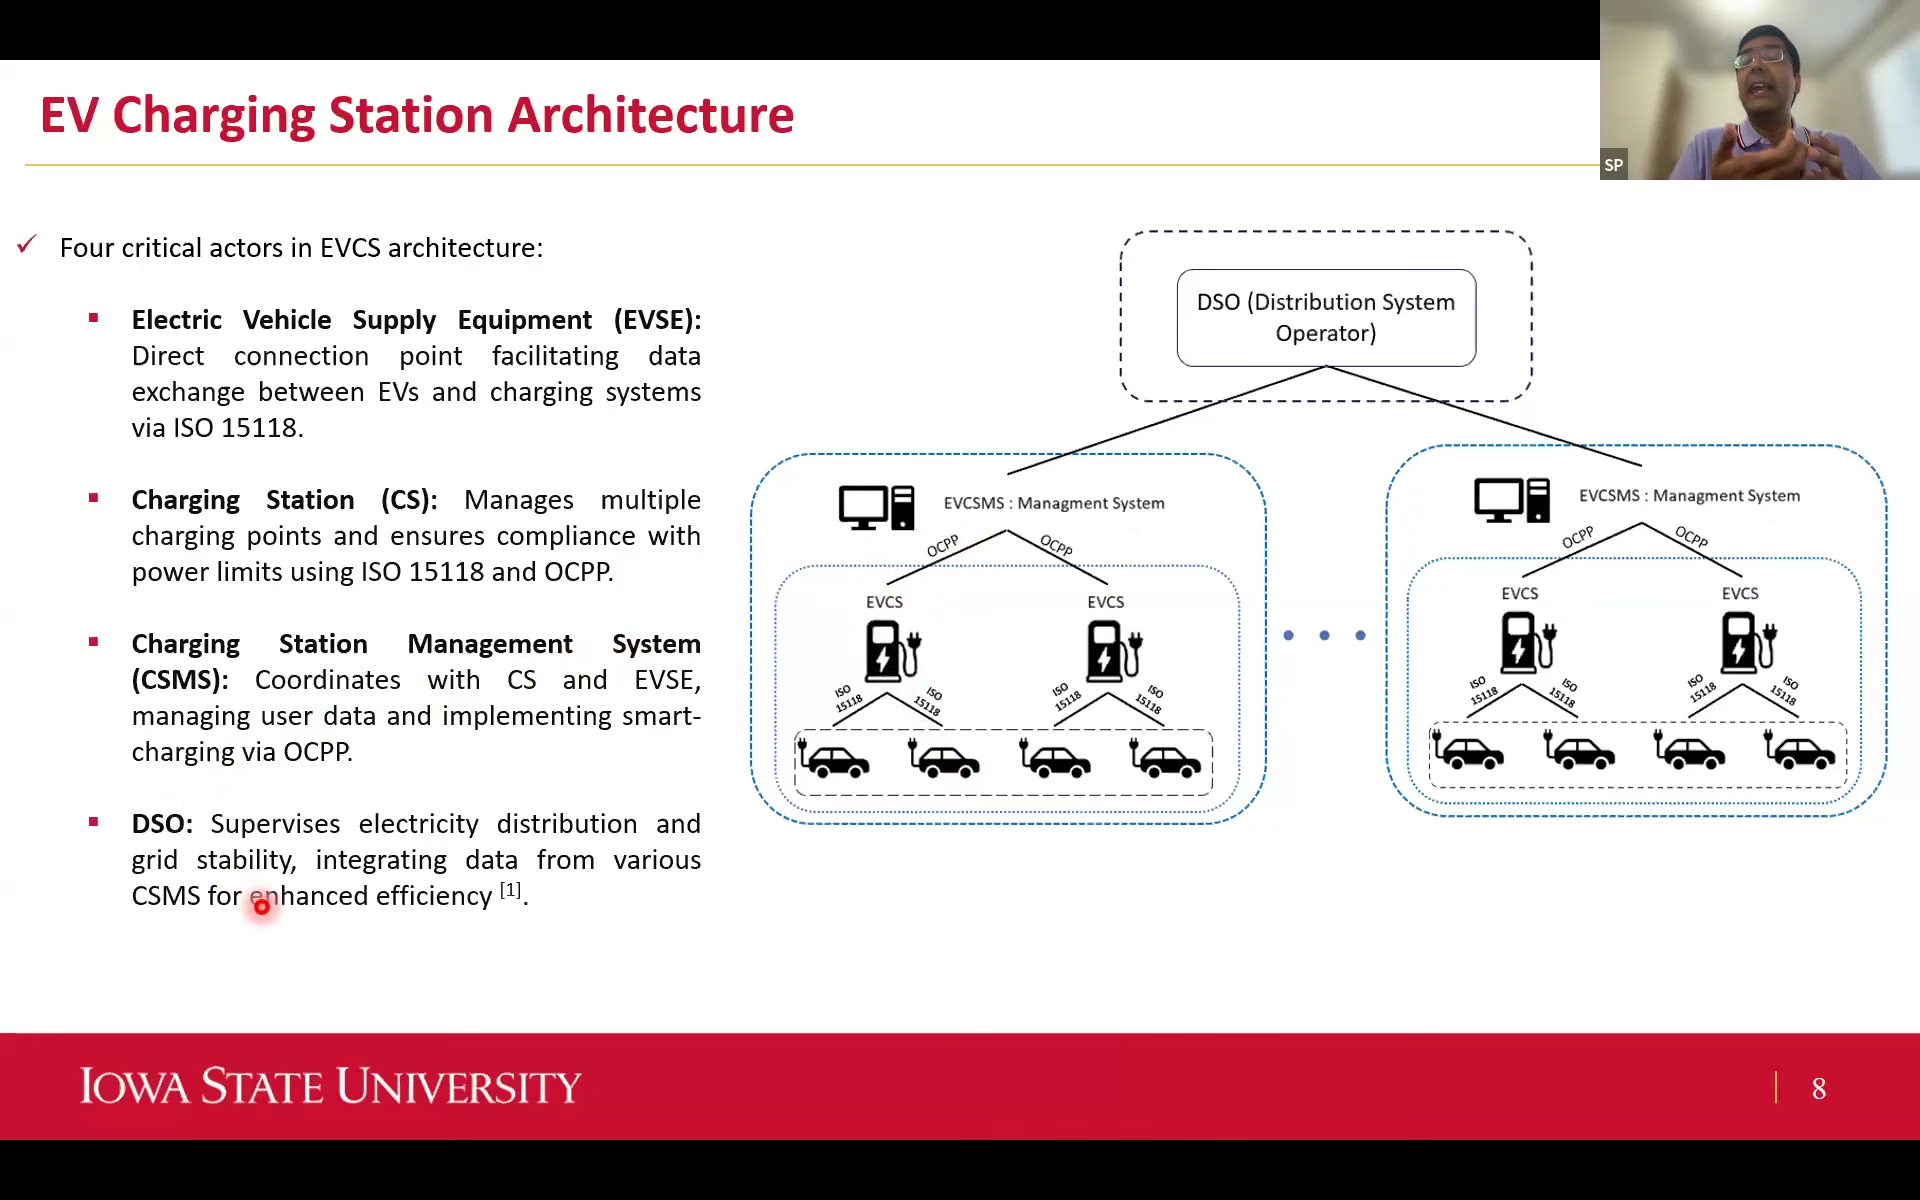 EV Charging Station Architecture
SP
✓ Four critical actors in EVCS architecture:
▪ Electric Vehicle Supply Equipment (EVSE):
Direct connection point facilitating data
exchange between EVs and charging systems
via ISO 15118.
▪ Charging Station (CS): Manages multiple
charging points and ensures compliance with
power limits using ISO 15118 and OCPP.
▪ Charging Station Management System
(CSMS): Coordinates with CS and EVSE,
managing user data and implementing smart-
charging via OCPP.
▪ DSO: Supervises electricity distribution and
grid stability, integrating data from various
CSMS for enhanced efficiency [1].
DSO (Distribution System
Operator)
EVCSMS : Managment System
OCPP OCPP
EVCS EVCS
ISO 15118 ISO 15118 ISO 15118 ISO 15118
EVCSMS : Managment System
OCPP OCPP
EVCS EVCS
ISO 15118 ISO 15118 ISO 15118 ISO 15118
IOWA STATE UNIVERSITY
8